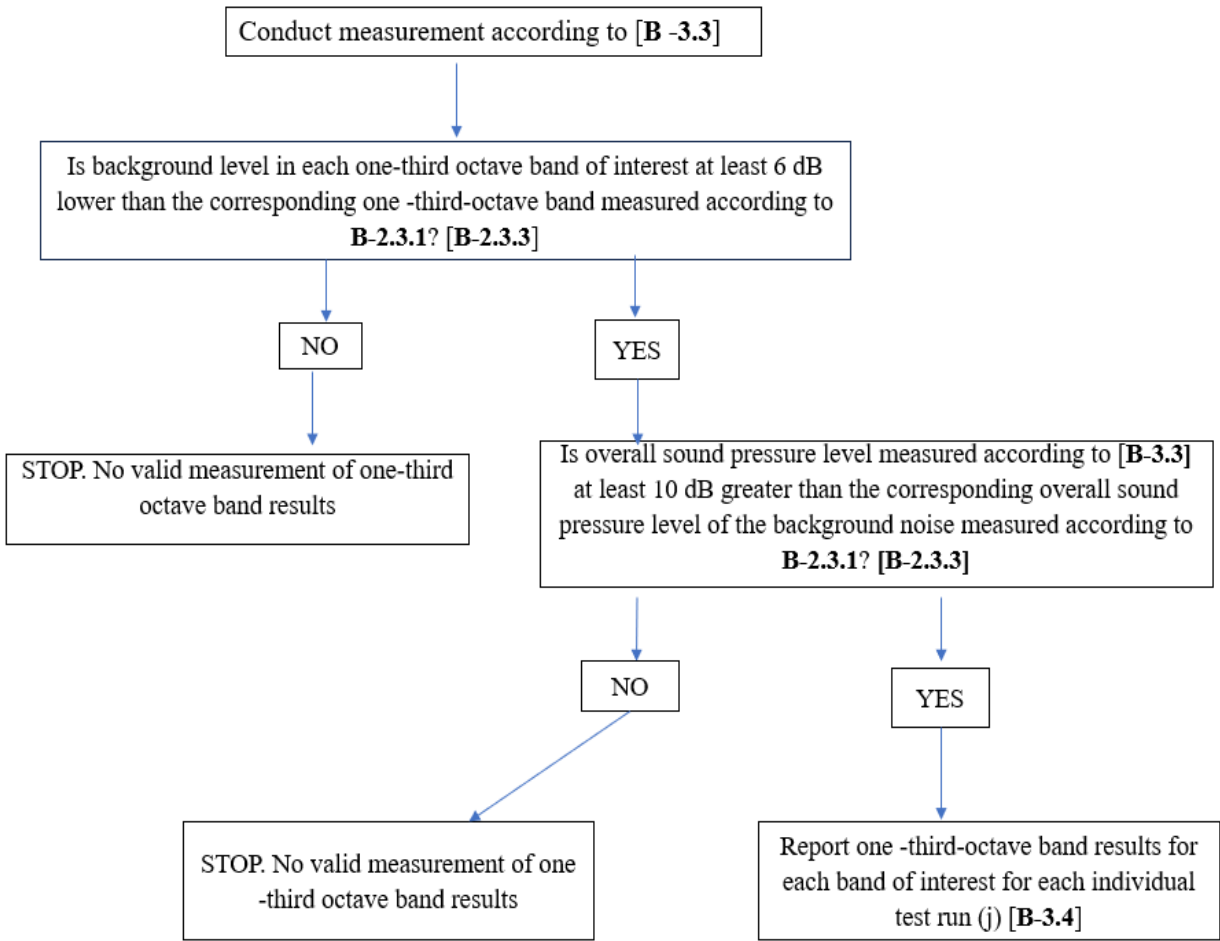 Conduct measurement according to [B -3.3]
Is background level in each one-third octave band of interest at least 6 dB
lower than the corresponding one -third-octave band measured according to
B-2.3.1? [B-2.3.3]
NO
YES
STOP. No valid measurement of one-third
octave band results
Is overall sound pressure level measured according to [B-3.3]
at least 10 dB greater than the corresponding overall sound
pressure level of the background noise measured according to
B-2.3.1? [B-2.3.3]
NO
YES
STOP. No valid measurement of one
-third octave band results
Report one -third-octave band results for
each band of interest for each individual
test run (j) [B-3.4]